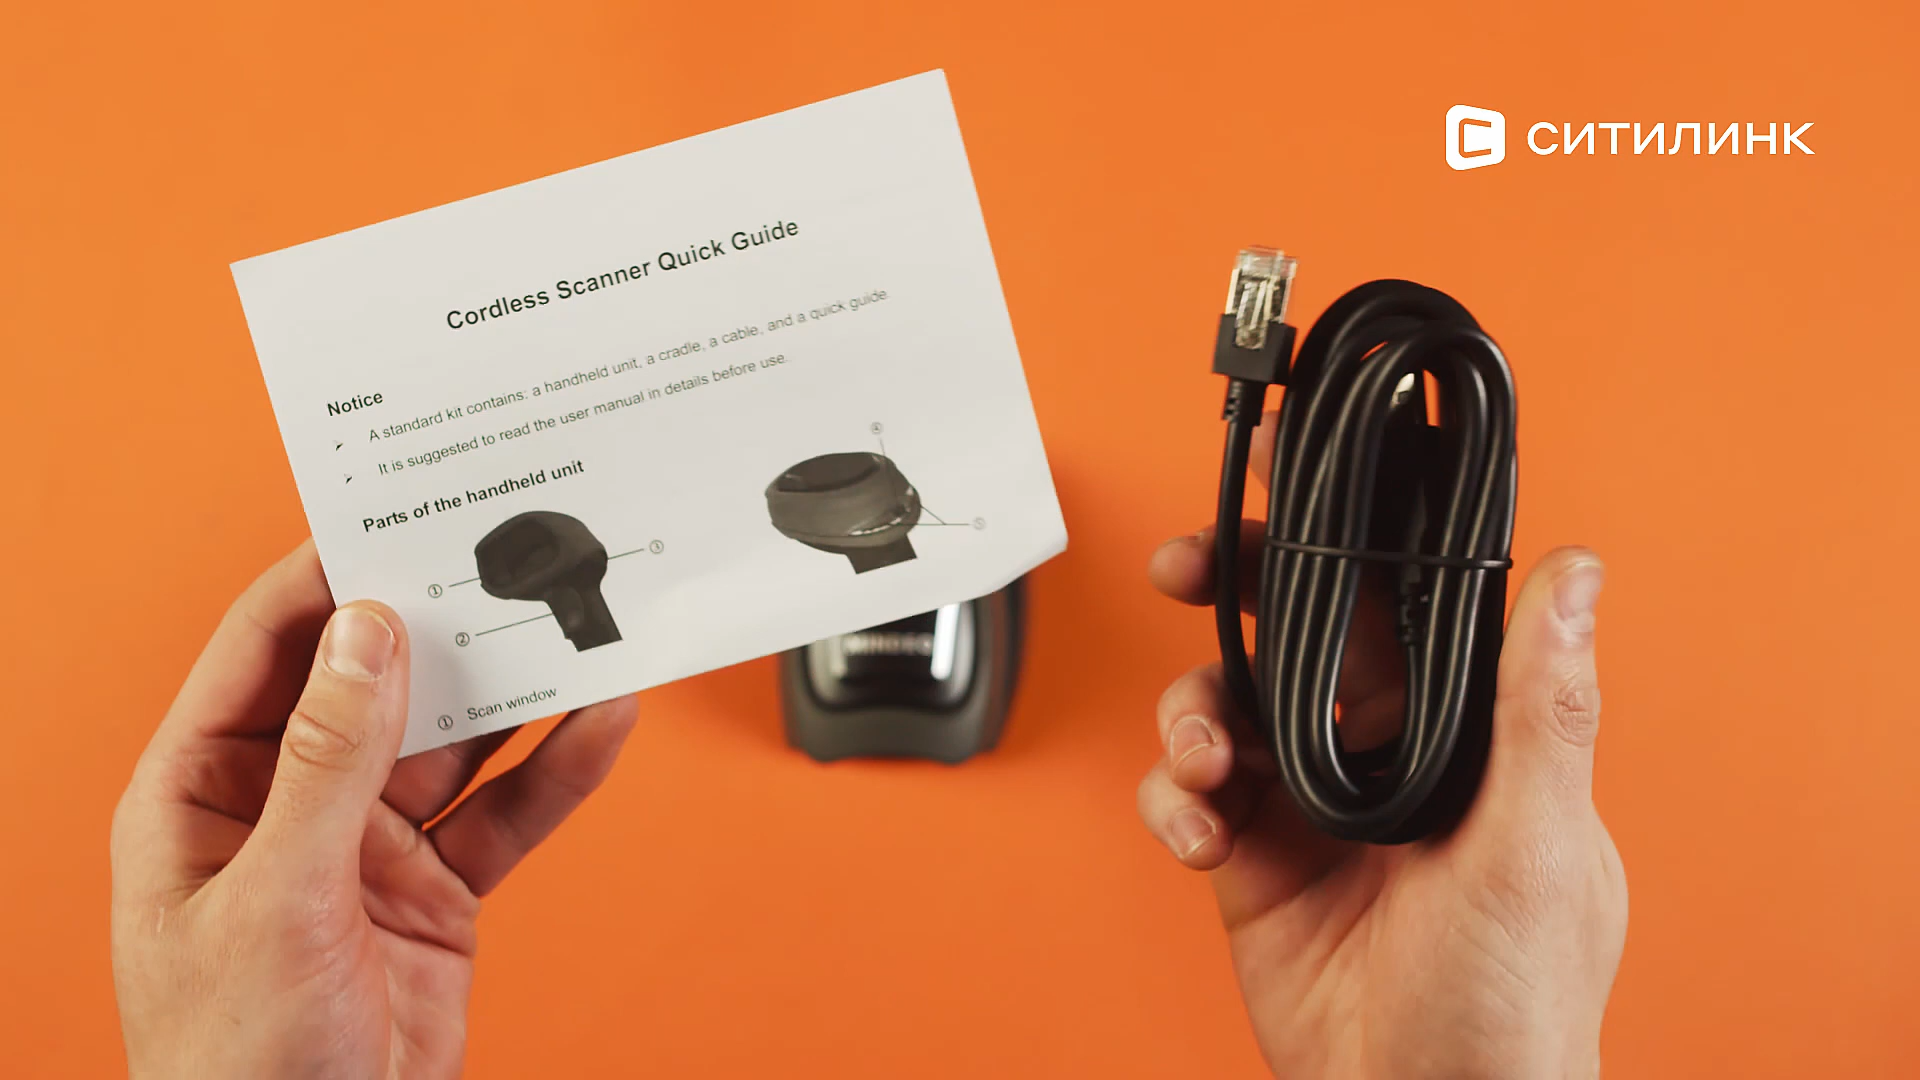 СИТИЛИНК
Cordless Scanner Quick Guide
Notice
➢ A standard kit contains: a handheld unit, a cradle, a cable, and a quick guide.
➢ It is suggested to read the user manual in details before use.
Parts of the handheld unit
④
③
⑤
①
②
① Scan window